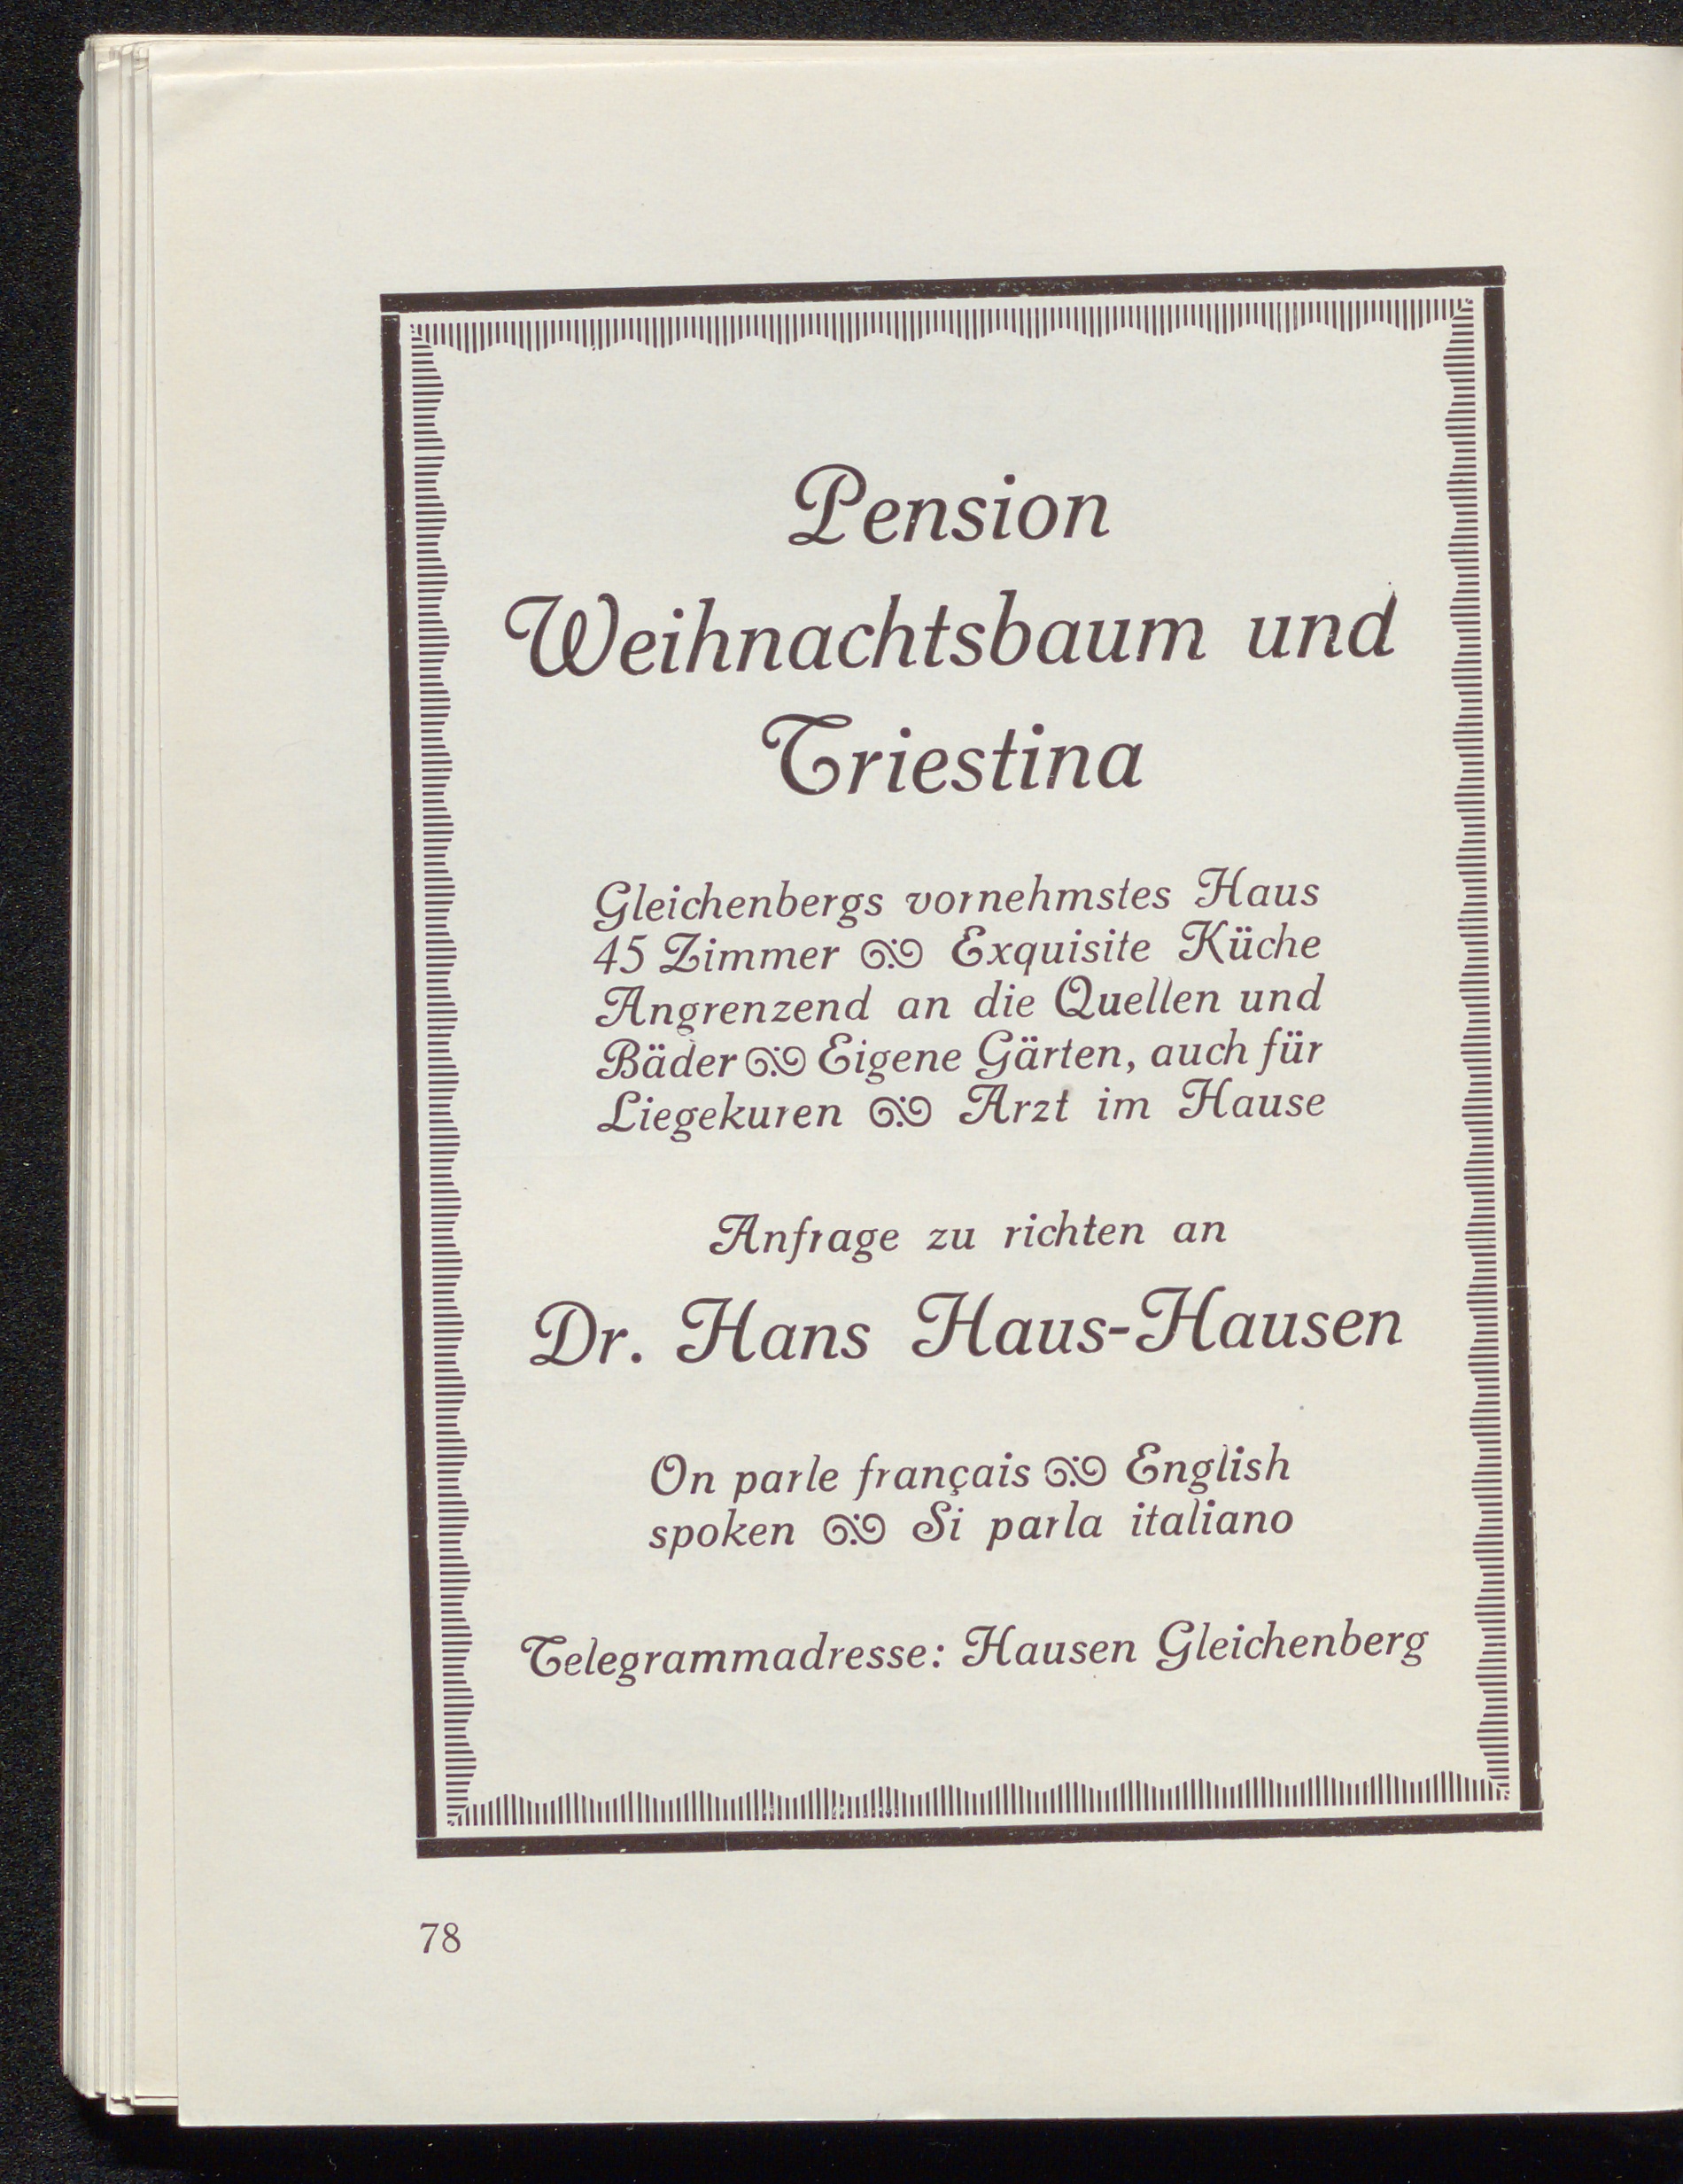 Pension
Weihnachtsbaum und
Triestina
Gleichenbergs vornehmstes Haus
45 Zimmer Exquisite Küche
Angrenzend an die Quellen und
Bäder Eigene Gärten, auch für
Liegekuren Arzt im Hause
Anfrage zu richten an
Dr. Hans Haus-Hausen
On parle français English
spoken Si parla italiano
Telegrammadresse: Hausen Gleichenberg
78